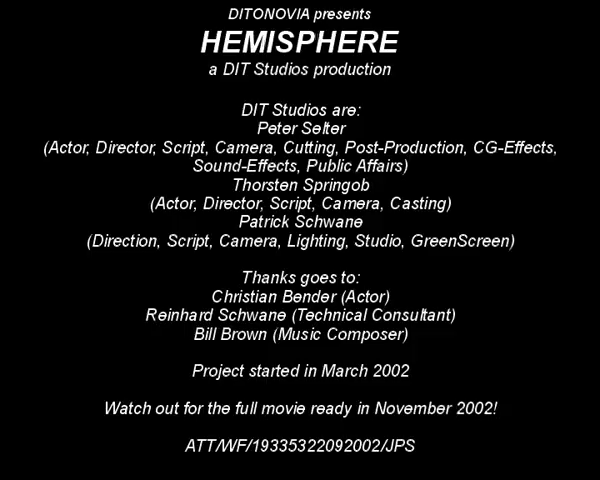 DITONOVIA presents
HEMISPHERE
a DIT Studios production
DIT Studios are:
Peter Selter
(Actor, Director, Script, Camera, Cutting, Post-Production, CG-Effects,
Sound-Effects, Public Affairs)
Thorsten Springob
(Actor, Director, Script, Camera, Casting)
Patrick Schwane
(Direction, Script, Camera, Lighting, Studio, GreenScreen)
Thanks goes to:
Christian Bender (Actor)
Reinhard Schwane (Technical Consultant)
Bill Brown (Music Composer)
Project started in March 2002
Watch out for the full movie ready in November 2002!
ATT/WF/19335322092002/JPS